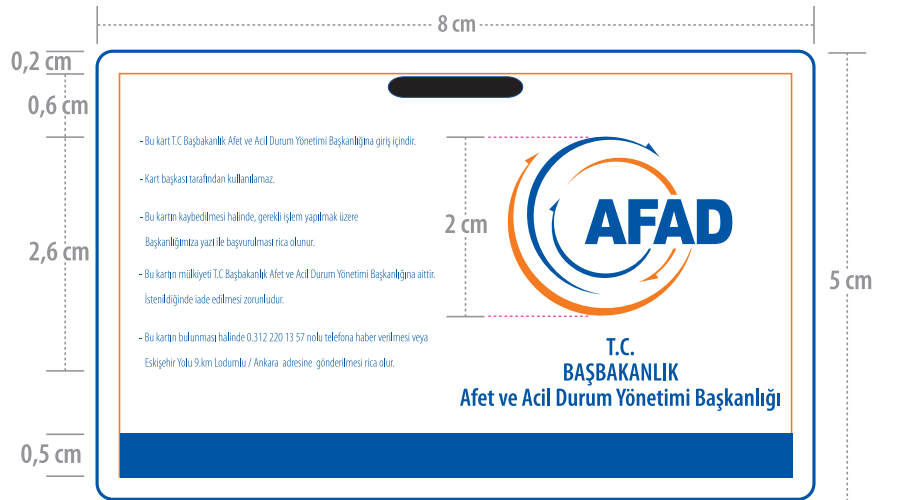 8 cm
0,2 cm
0,6 cm
- Bu kart T.C Başbakanlık Afet ve Acil Durum Yönetimi Başkanlığına giriş içindir.
- Kart başkası tarafından kullanılamaz.
- Bu kartın kaybedilmesi halinde, gerekli işlem yapılmak üzere
Başkanlığımıza yazı ile başvurulması rica olunur.
- Bu kartın mülkiyeti T.C Başbakanlık Afet ve Acil Durum Yönetimi Başkanlığına aittir.
İstenildiğinde iade edilmesi zorunludur.
- Bu kartın bulunması halinde 0.312 220 13 57 nolu telefona haber verilmesi veya
Eskişehir Yolu 9.km Lodumlu / Ankara adresine gönderilmesi rica olur.
2,6 cm
0,5 cm
2 cm
AFAD
T.C.
BAŞBAKANLIK
Afet ve Acil Durum Yönetimi Başkanlığı
5 cm